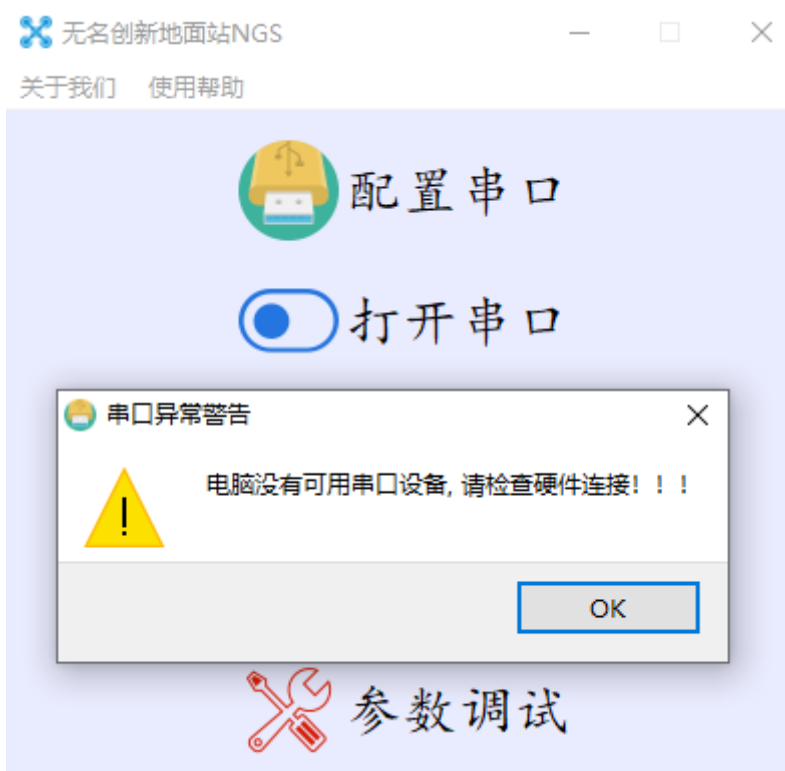 无名创新地面站NGS
关于我们 使用帮助
配置串口
打开串口
串口异常警告
电脑没有可用串口设备, 请检查硬件连接！！！
OK
参数调试